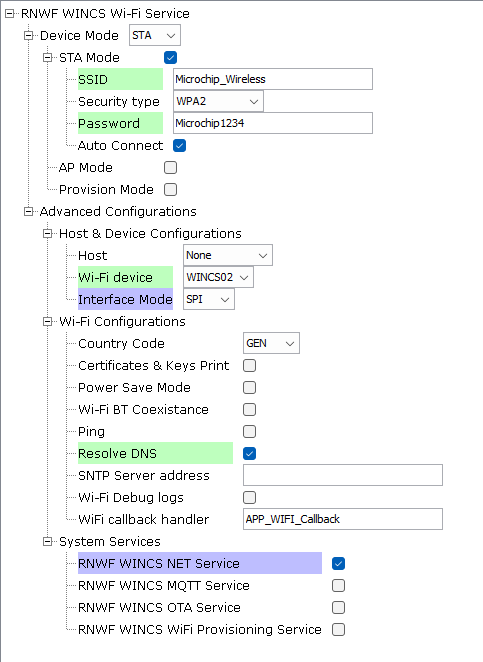 RNWF WINCS Wi-Fi Service
Device Mode STA
STA Mode
SSID Microchip_Wireless
Security type WPA2
Password Microchip1234
Auto Connect
AP Mode
Provision Mode
Advanced Configurations
Host & Device Configurations
Host None
Wi-Fi device WINCS02
Interface Mode SPI
Wi-Fi Configurations
Country Code GEN
Certificates & Keys Print
Power Save Mode
Wi-Fi BT Coexistance
Ping
Resolve DNS
SNTP Server address
Wi-Fi Debug logs
WiFi callback handler APP_WIFI_Callback
System Services
RNWF WINCS NET Service
RNWF WINCS MQTT Service
RNWF WINCS OTA Service
RNWF WINCS WiFi Provisioning Service